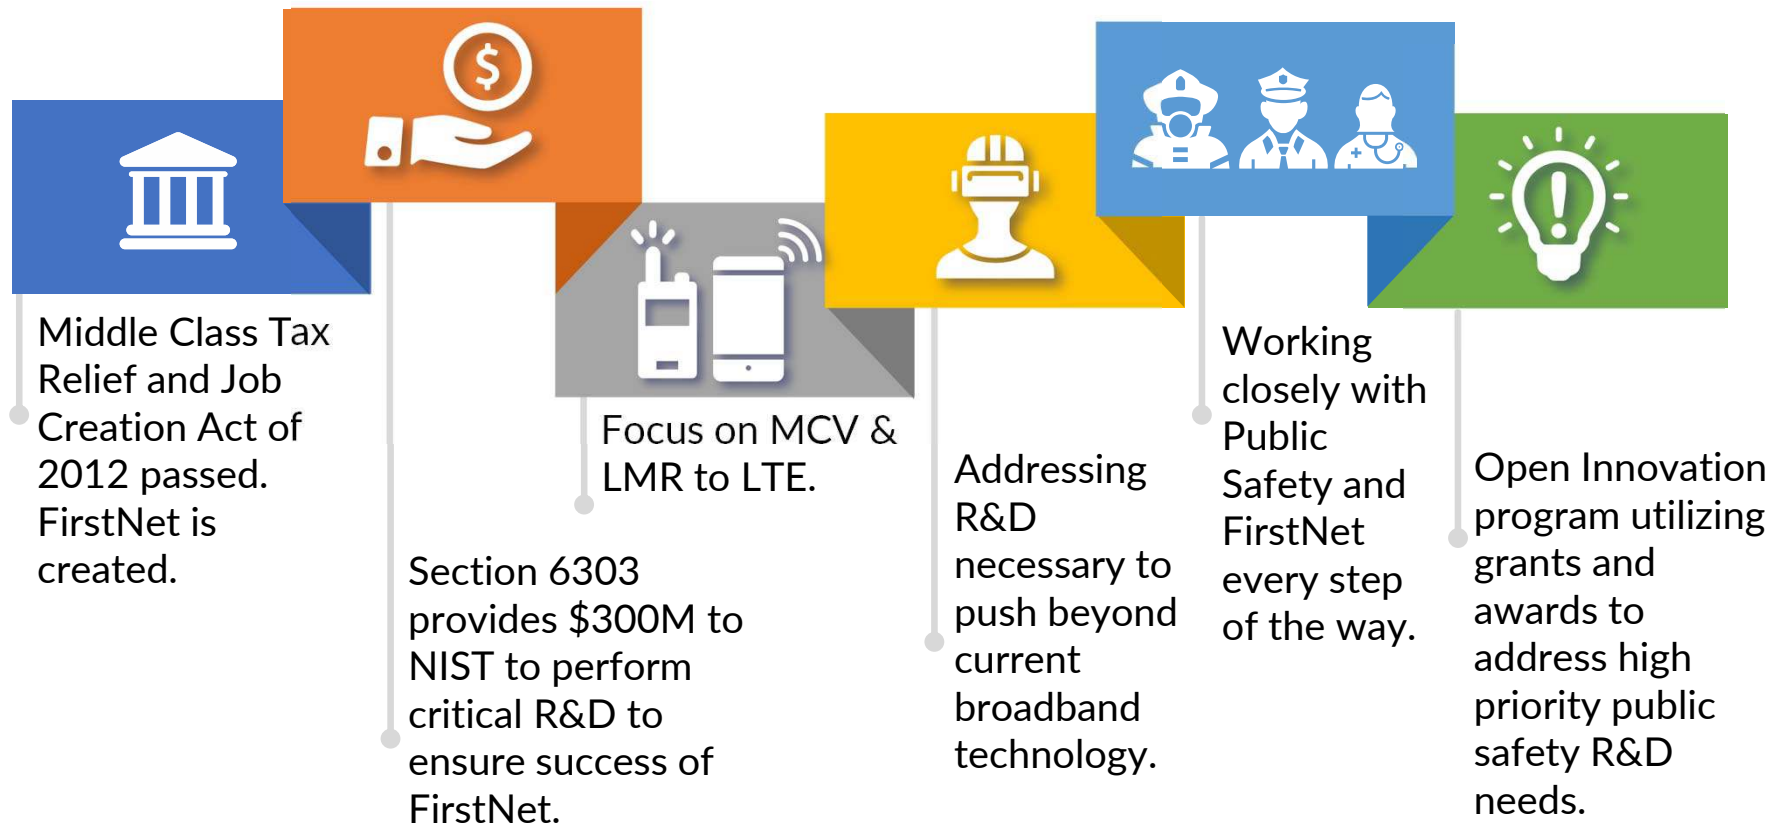 $
Middle Class Tax
Relief and Job
Creation Act of
2012 passed.
FirstNet is
created.
Section 6303
provides $300M to
NIST to perform
critical R&D to
ensure success of
FirstNet.
Focus on MCV &
LMR to LTE.
Addressing
R&D
necessary to
push beyond
current
broadband
technology.
Working
closely with
Public
Safety and
FirstNet
every step
of the way.
Open Innovation
program utilizing
grants and
awards to
address high
priority public
safety R&D
needs.